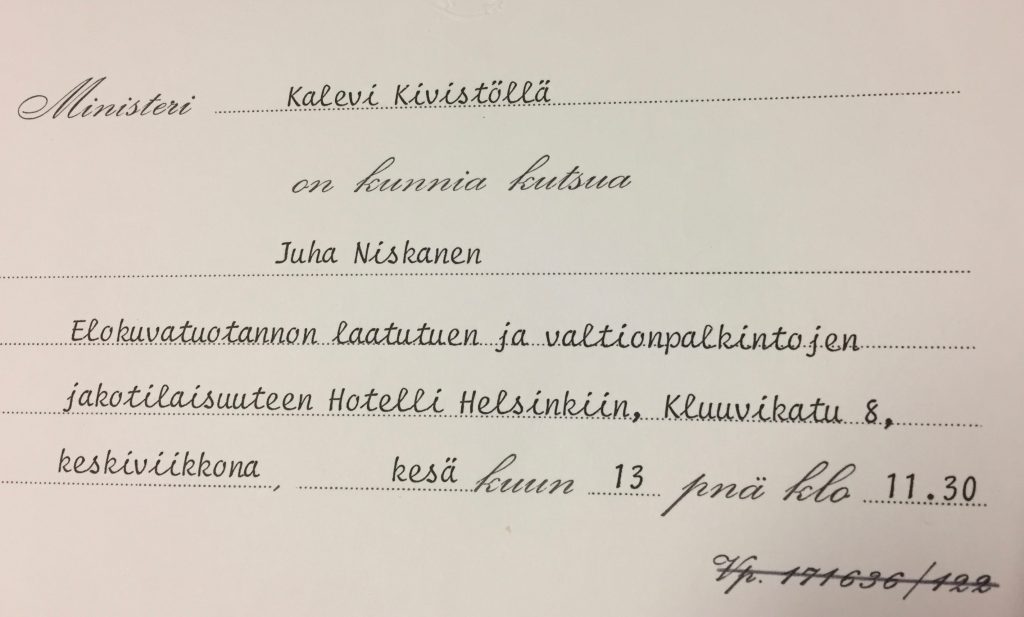 Ministeri Kalevi Kivistöllä
on kunnia kutsua
Juha Niskanen
Elokuvatuotannon laatutuen ja valtionpalkintojen
jakotilaisuuteen Hotelli Helsinkiin, Kluuvikatu 8,
keskiviikkona, kesä kuun 13 pnä klo 11.30
Vp. 171636/122